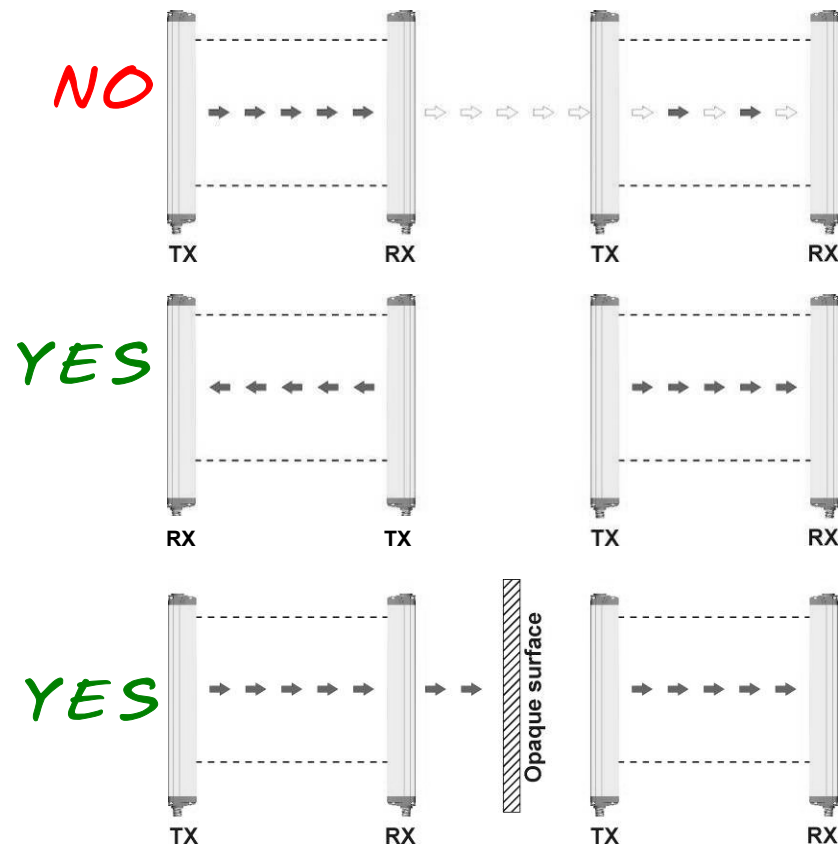 NO
TX RX TX RX
YES
RX TX TX RX
YES
Opaque surface
TX RX TX RX